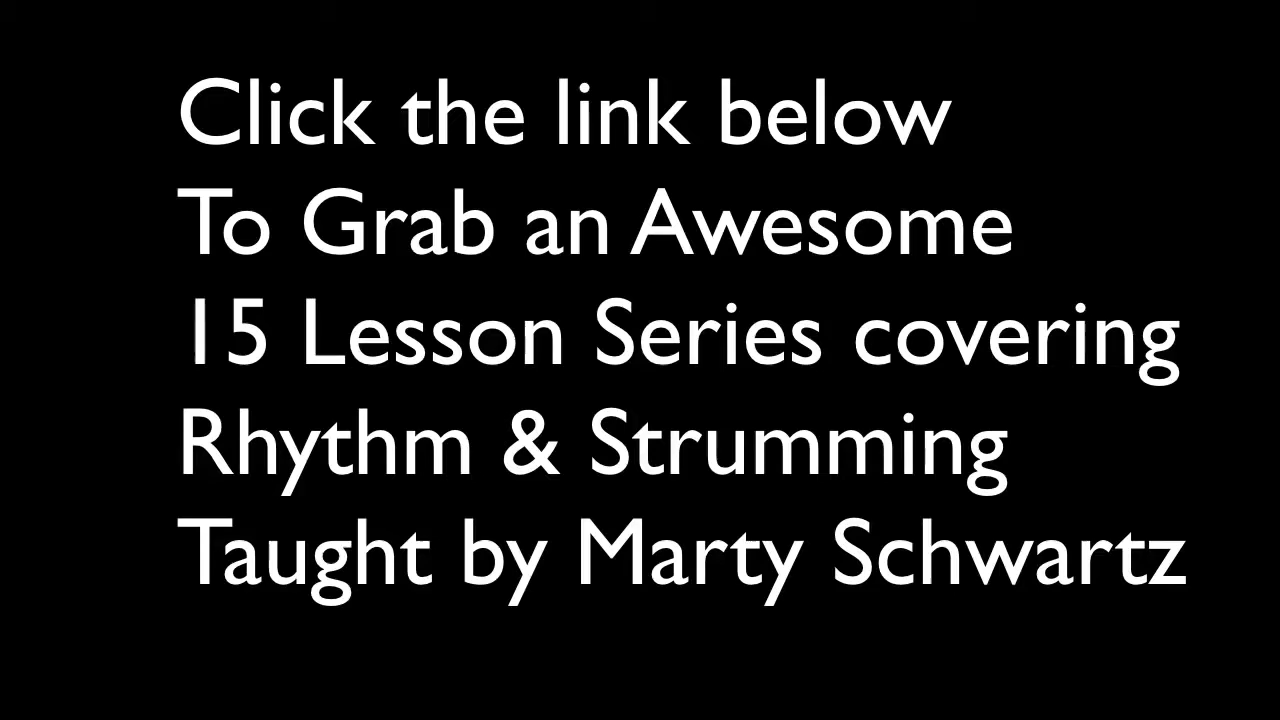 Click the link below
To Grab an Awesome
15 Lesson Series covering
Rhythm & Strumming
Taught by Marty Schwartz